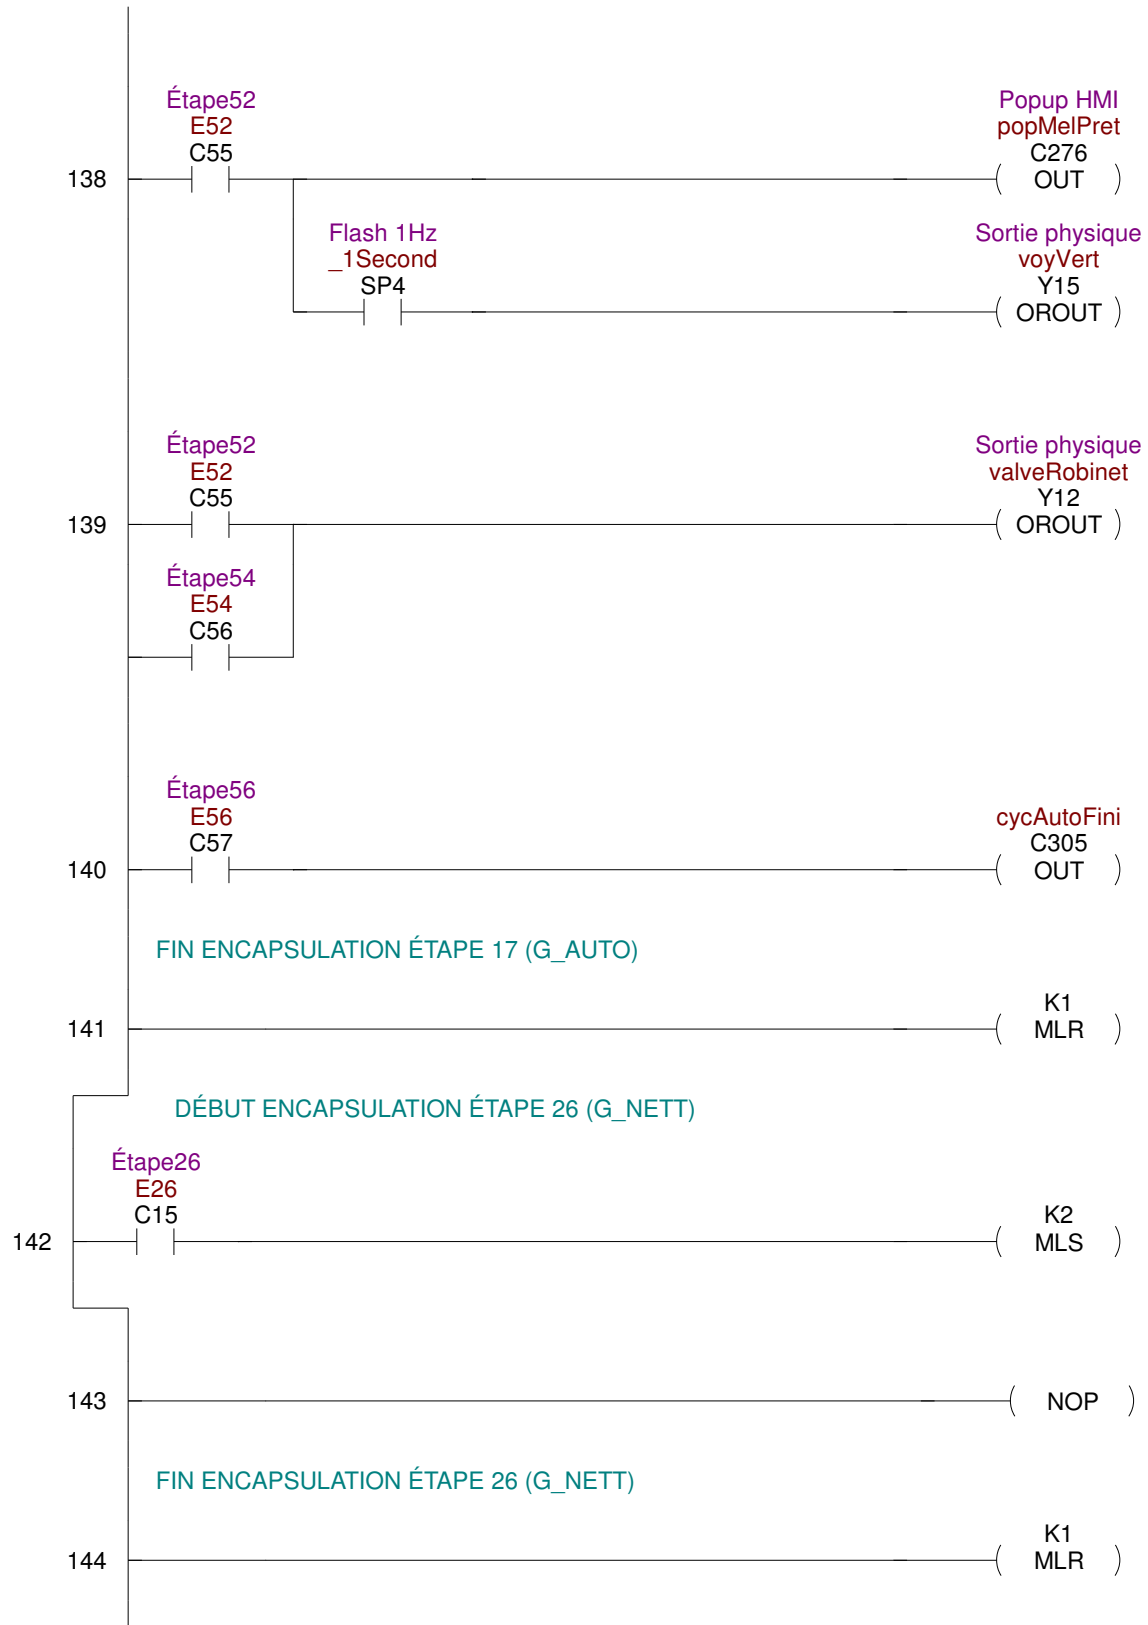 Étape52
E52
C55
Popup HMI
popMelPret
C276
138
OUT
Flash 1Hz
_1Second
SP4
Sortie physique
voyVert
Y15
OROUT
Étape52
E52
C55
Sortie physique
valveRobinet
Y12
139
OROUT
Étape54
E54
C56
Étape56
E56
C57
cycAutoFini
C305
140
OUT
FIN ENCAPSULATION ÉTAPE 17 (G_AUTO)
K1
141
MLR
DÉBUT ENCAPSULATION ÉTAPE 26 (G_NETT)
Étape26
E26
C15
K2
142
MLS
143
NOP
FIN ENCAPSULATION ÉTAPE 26 (G_NETT)
K1
144
MLR